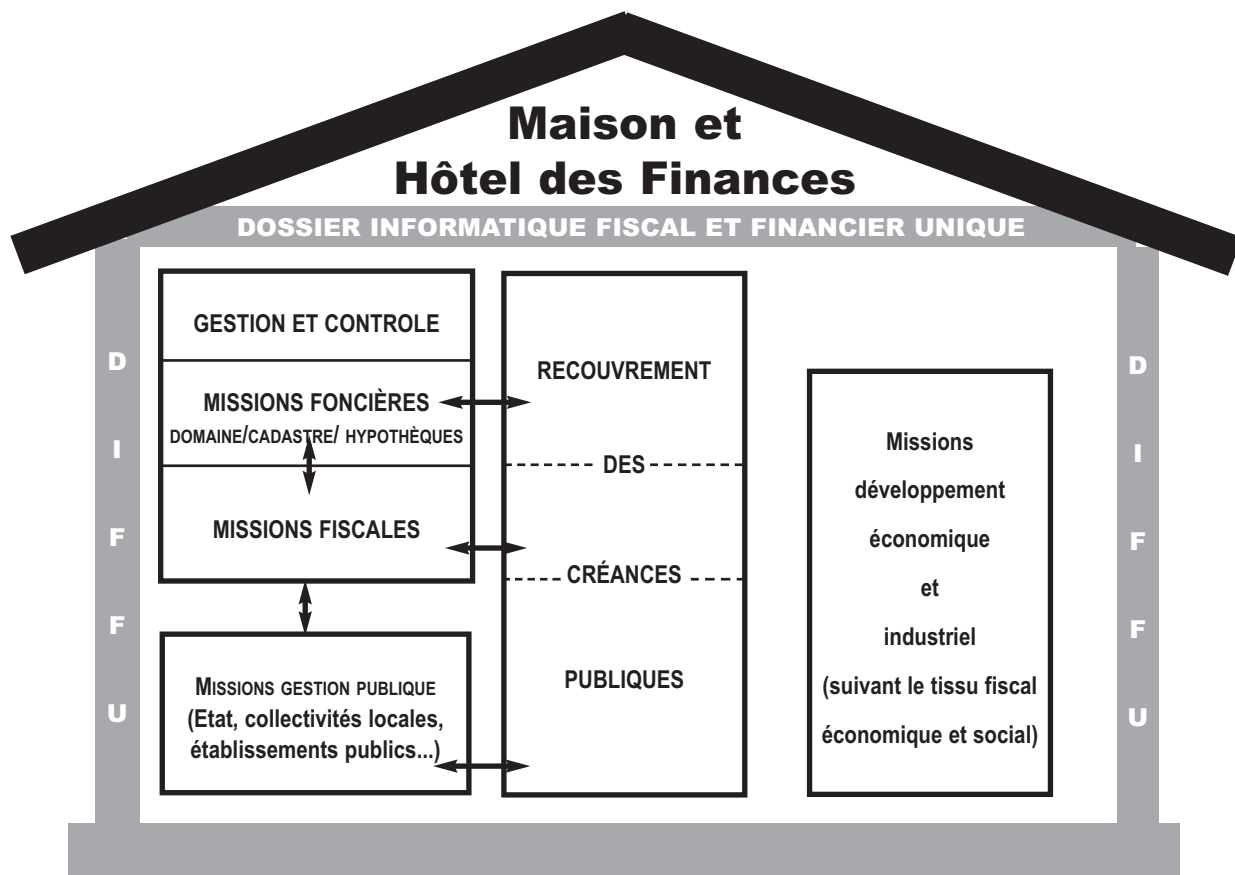 Maison et
Hôtel des Finances
DOSSIER INFORMATIQUE FISCAL ET FINANCIER UNIQUE
D
I
F
F
U
GESTION ET CONTROLE
MISSIONS FONCIÈRES
DOMAINE/CADASTRE/ HYPOTHÈQUES
MISSIONS FISCALES
MISSIONS GESTION PUBLIQUE
(Etat, collectivités locales,
établissements publics...)
RECOUVREMENT
DES
CRÉANCES
PUBLIQUES
Missions
développement
économique
et
industriel
(suivant le tissu fiscal
économique et social)
D
I
F
F
U